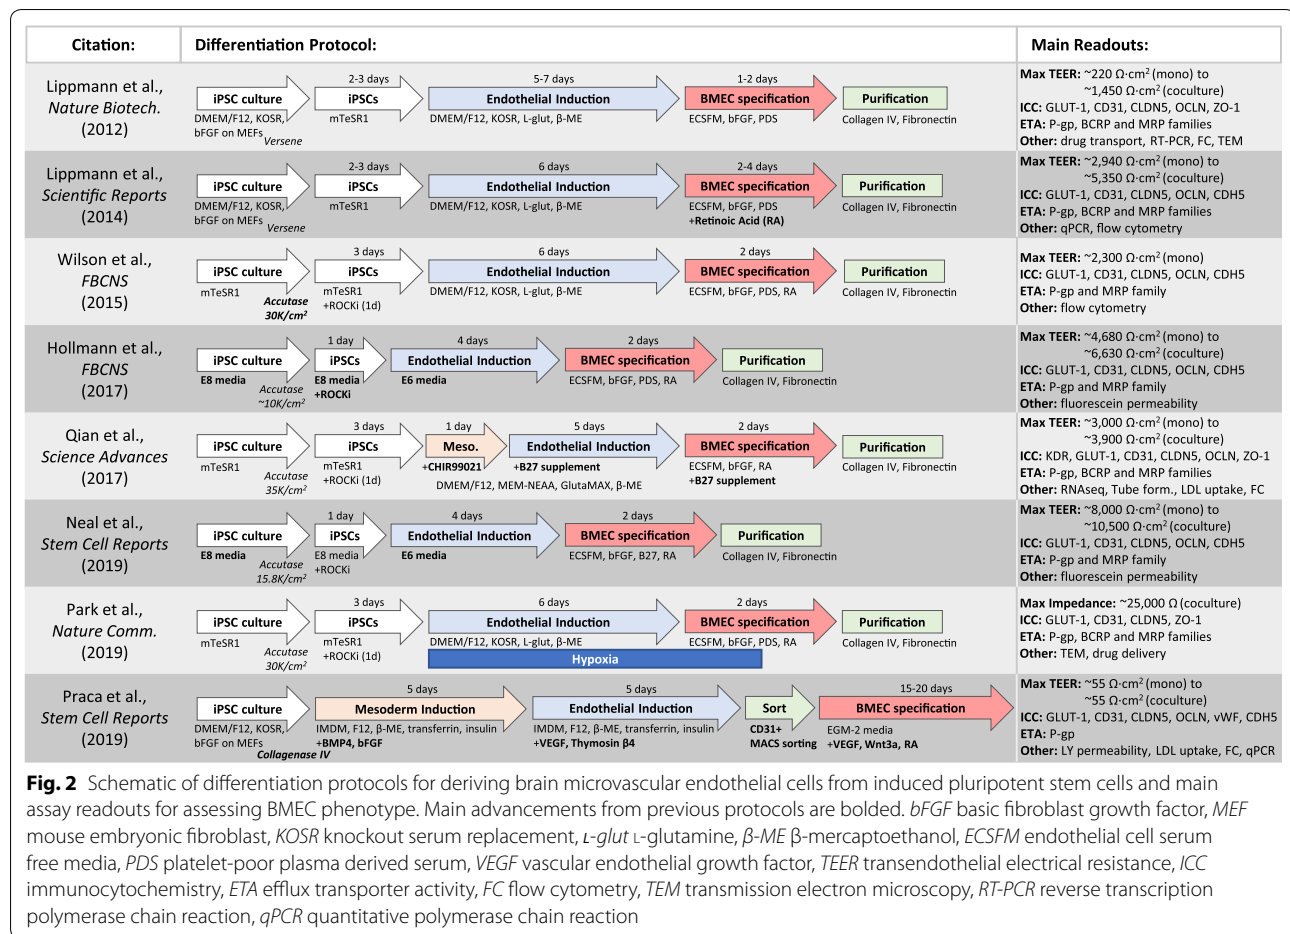 Citation:
Differentiation Protocol:
Main Readouts:
Lippmann et al.,
Nature Biotech.
(2012)
2-3 days
5-7 days
1-2 days
iPSC culture
iPSCs
Endothelial Induction
BMEC specification
Purification
DMEM/F12, KOSR,
bFGF on MEFs
Versene
mTeSR1
DMEM/F12, KOSR, L-glut, β-ME
ECSFM, bFGF, PDS
Collagen IV, Fibronectin
Max TEER: ~220 Ω·cm² (mono) to
~1,450 Ω·cm² (coculture)
ICC: GLUT-1, CD31, CLDN5, OCLN, ZO-1
ETA: P-gp, BCRP and MRP families
Other: drug transport, RT-PCR, FC, TEM
Lippmann et al.,
Scientific Reports
(2014)
2-3 days
6 days
2-4 days
iPSC culture
iPSCs
Endothelial Induction
BMEC specification
Purification
DMEM/F12, KOSR,
bFGF on MEFs
Versene
mTeSR1
DMEM/F12, KOSR, L-glut, β-ME
ECSFM, bFGF, PDS
+Retinoic Acid (RA)
Collagen IV, Fibronectin
Max TEER: ~2,940 Ω·cm² (mono) to
~5,350 Ω·cm² (coculture)
ICC: GLUT-1, CD31, CLDN5, OCLN, CDH5
ETA: P-gp, BCRP and MRP families
Other: qPCR, flow cytometry
Wilson et al.,
FBCNS
(2015)
3 days
6 days
2 days
iPSC culture
iPSCs
Endothelial Induction
BMEC specification
Purification
mTeSR1
Accutase
30K/cm²
mTeSR1
+ROCKi (1d)
DMEM/F12, KOSR, L-glut, β-ME
ECSFM, bFGF, PDS, RA
Collagen IV, Fibronectin
Max TEER: ~2,300 Ω·cm² (mono)
ICC: GLUT-1, CD31, CLDN5, OCLN, CDH5
ETA: P-gp and MRP family
Other: flow cytometry
Hollmann et al.,
FBCNS
(2017)
1 day
4 days
2 days
iPSC culture
iPSCs
Endothelial Induction
BMEC specification
Purification
E8 media
Accutase
~10K/cm²
E8 media
+ROCKi
E6 media
ECSFM, bFGF, PDS, RA
Collagen IV, Fibronectin
Max TEER: ~4,680 Ω·cm² (mono) to
~6,630 Ω·cm² (coculture)
ICC: GLUT-1, CD31, CLDN5, OCLN, CDH5
ETA: P-gp and MRP family
Other: fluorescein permeability
Qian et al.,
Science Advances
(2017)
3 days
1 day
5 days
2 days
iPSC culture
iPSCs
Meso.
Endothelial Induction
BMEC specification
Purification
mTeSR1
Accutase
35K/cm²
mTeSR1
+ROCKi (1d)
+CHIR99021
+B27 supplement
DMEM/F12, MEM-NEAA, GlutaMAX, β-ME
ECSFM, bFGF, RA
+B27 supplement
Collagen IV, Fibronectin
Max TEER: ~3,000 Ω·cm² (mono) to
~3,900 Ω·cm² (coculture)
ICC: KDR, GLUT-1, CD31, CLDN5, OCLN, ZO-1
ETA: P-gp, BCRP and MRP families
Other: RNAseq, Tube form., LDL uptake, FC
Neal et al.,
Stem Cell Reports
(2019)
1 day
4 days
2 days
iPSC culture
iPSCs
Endothelial Induction
BMEC specification
Purification
E8 media
Accutase
15.8K/cm²
E8 media
+ROCKi
E6 media
ECSFM, bFGF, B27, RA
Collagen IV, Fibronectin
Max TEER: ~8,000 Ω·cm² (mono) to
~10,500 Ω·cm² (coculture)
ICC: GLUT-1, CD31, CLDN5, OCLN, CDH5
ETA: P-gp and MRP family
Other: fluorescein permeability
Park et al.,
Nature Comm.
(2019)
3 days
6 days
2 days
iPSC culture
iPSCs
Endothelial Induction
BMEC specification
Purification
mTeSR1
Accutase
30K/cm²
mTeSR1
+ROCKi (1d)
DMEM/F12, KOSR, L-glut, β-ME
ECSFM, bFGF, PDS, RA
Collagen IV, Fibronectin
Hypoxia
Max Impedance: ~25,000 Ω (coculture)
ICC: GLUT-1, CD31, CLDN5, ZO-1
ETA: P-gp, BCRP and MRP families
Other: TEM, drug delivery
Praca et al.,
Stem Cell Reports
(2019)
5 days
5 days
15-20 days
iPSC culture
Mesoderm Induction
Endothelial Induction
Sort
BMEC specification
DMEM/F12, KOSR,
bFGF on MEFs
Collagenase IV
IMDM, F12, β-ME, transferrin, insulin
+BMP4, bFGF
IMDM, F12, β-ME, transferrin, insulin
+VEGF, Thymosin β4
CD31+
MACS sorting
EGM-2 media
+VEGF, Wnt3a, RA
Max TEER: ~55 Ω·cm² (mono) to
~55 Ω·cm² (coculture)
ICC: GLUT-1, CD31, CLDN5, OCLN, vWF, CDH5
ETA: P-gp
Other: LY permeability, LDL uptake, FC, qPCR
Fig. 2 Schematic of differentiation protocols for deriving brain microvascular endothelial cells from induced pluripotent stem cells and main
assay readouts for assessing BMEC phenotype. Main advancements from previous protocols are bolded. bFGF basic fibroblast growth factor, MEF
mouse embryonic fibroblast, KOSR knockout serum replacement, ʟ-glut ʟ-glutamine, β-ME β-mercaptoethanol, ECSFM endothelial cell serum
free media, PDS platelet-poor plasma derived serum, VEGF vascular endothelial growth factor, TEER transendothelial electrical resistance, ICC
immunocytochemistry, ETA efflux transporter activity, FC flow cytometry, TEM transmission electron microscopy, RT-PCR reverse transcription
polymerase chain reaction, qPCR quantitative polymerase chain reaction